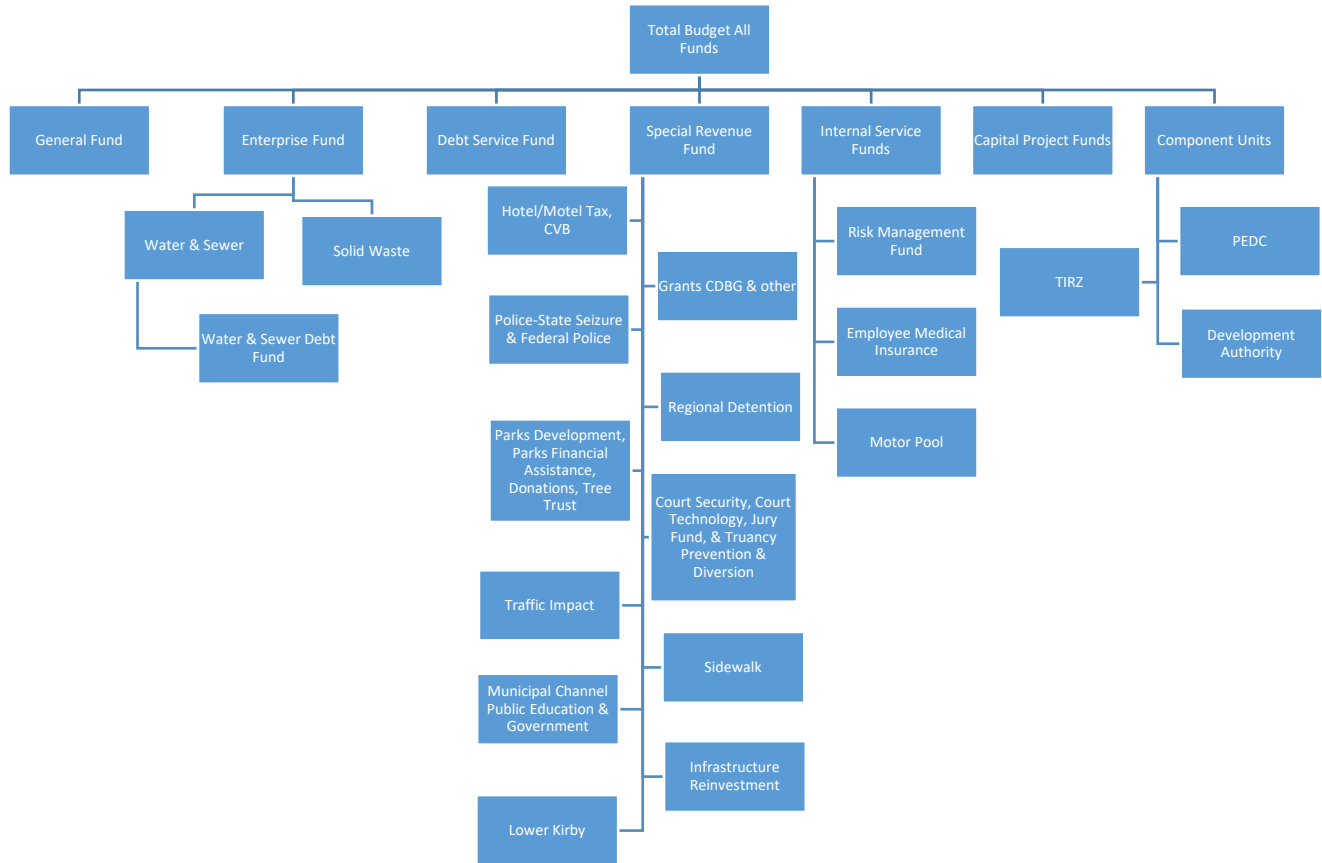 Total Budget All
Funds
General Fund
Enterprise Fund
Debt Service Fund
Special Revenue
Fund
Internal Service
Funds
Capital Project Funds
Component Units
Water & Sewer
Solid Waste
Water & Sewer Debt
Fund
Hotel/Motel Tax,
CVB
Grants CDBG & other
Police-State Seizure
& Federal Police
Regional Detention
Parks Development,
Parks Financial
Assistance,
Donations, Tree
Trust
Court Security, Court
Technology, Jury
Fund, & Truancy
Prevention &
Diversion
Traffic Impact
Sidewalk
Municipal Channel
Public Education &
Government
Infrastructure
Reinvestment
Lower Kirby
Risk Management
Fund
Employee Medical
Insurance
Motor Pool
TIRZ
PEDC
Development
Authority